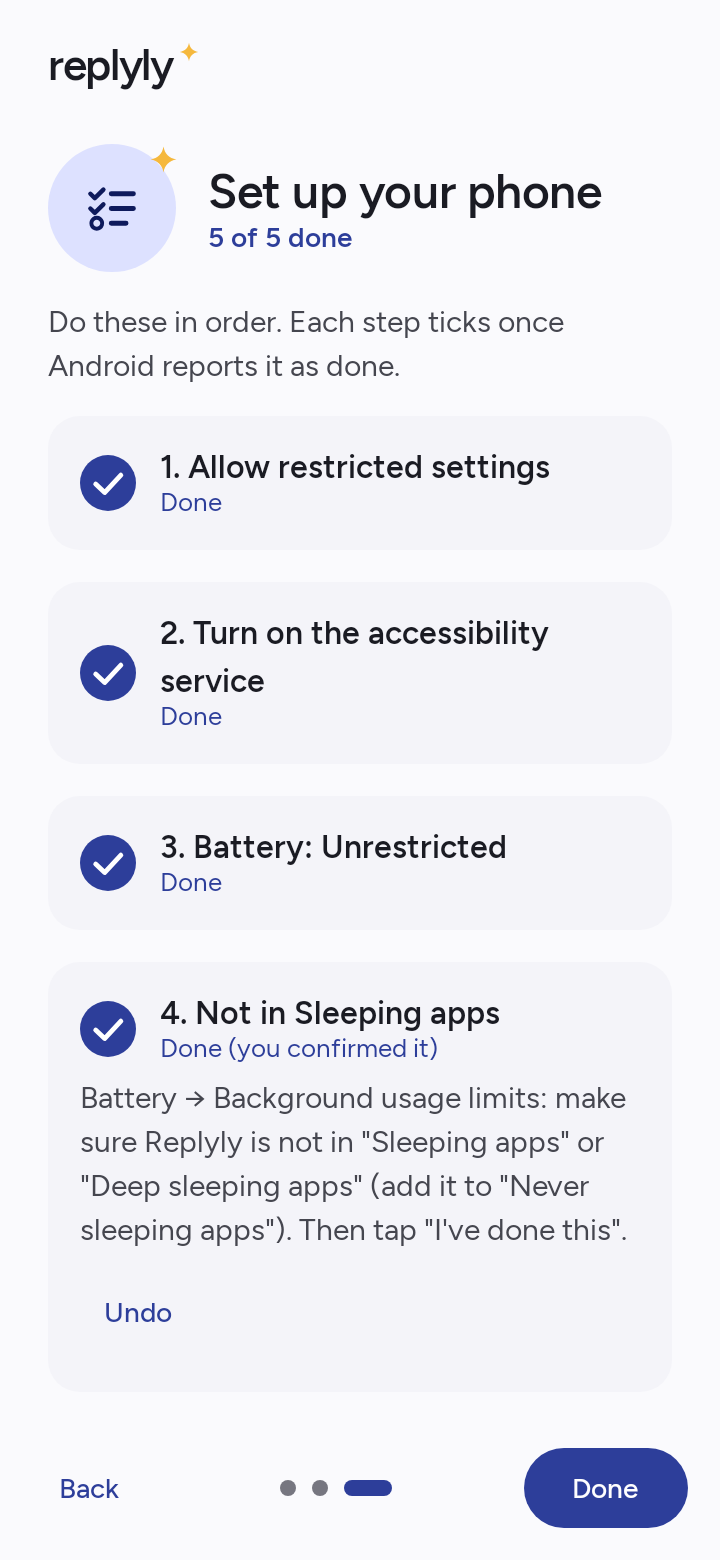 replyly
Set up your phone
5 of 5 done
Do these in order. Each step ticks once
Android reports it as done.
1. Allow restricted settings
Done
2. Turn on the accessibility
service
Done
3. Battery: Unrestricted
Done
4. Not in Sleeping apps
Done (you confirmed it)
Battery → Background usage limits: make
sure Replyly is not in "Sleeping apps" or
"Deep sleeping apps" (add it to "Never
sleeping apps"). Then tap "I've done this".
Undo
Back
Done